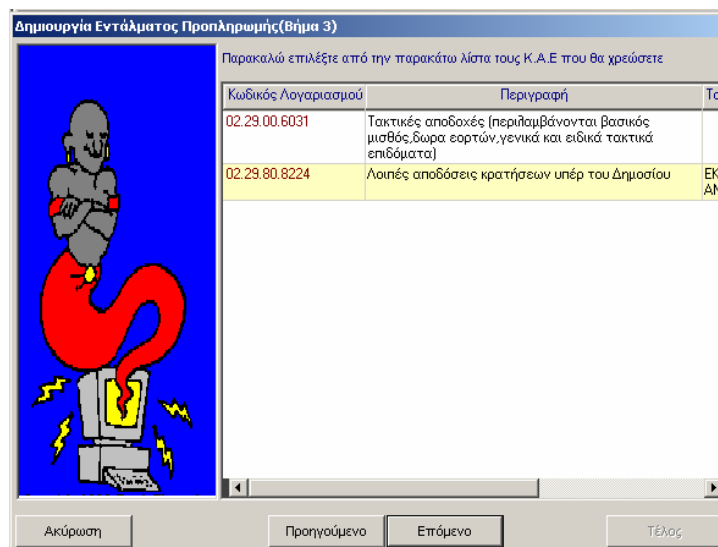 Δημιουργία Εντάλματος Προπληρωμής(Βήμα 3)
Παρακαλώ επιλέξτε από την παρακάτω λίστα τους Κ.Α.Ε που θα χρεώσετε
Κωδικός Λογαριασμού Περιγραφή
02.29.00.6031 Τακτικές αποδοχές (περιλαμβάνονται βασικός
μισθός,δωρα εορτών,γενικά και ειδικά τακτικά
επιδόματα)
02.29.80.8224 Λοιπές αποδόσεις κρατήσεων υπέρ του Δημοσίου ΕΚ
ΑΝ
Ακύρωση Προηγούμενο Επόμενο Τέλος